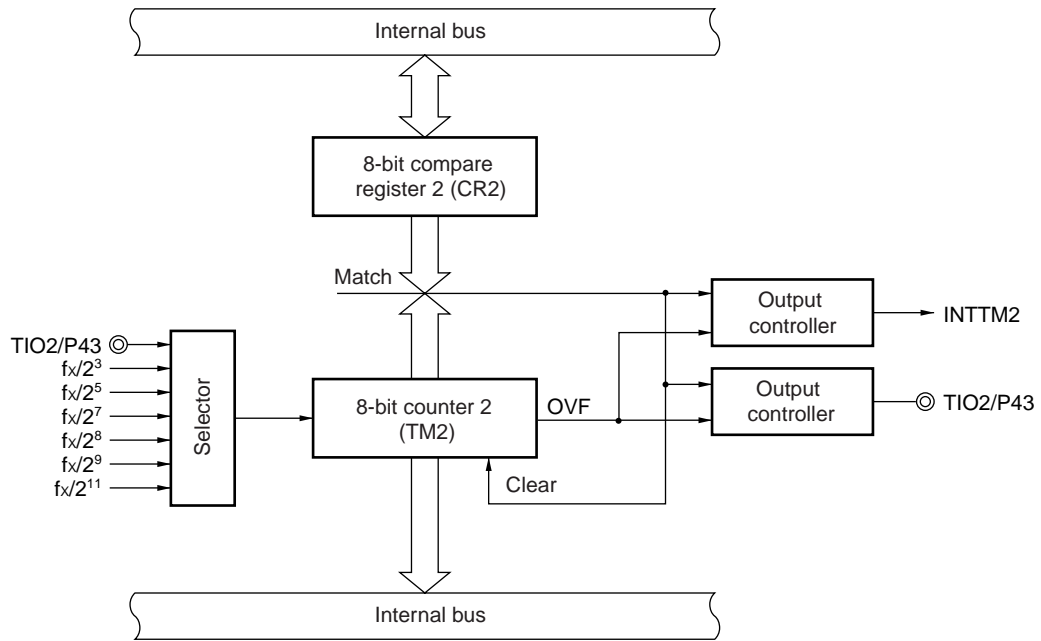 Internal bus
8-bit compare
register 2 (CR2)
Match
Output
controller
INTTM2
TIO2/P43
fx/2³
fx/2⁵
fx/2⁷
fx/2⁸
fx/2⁹
fx/2¹¹
Selector
8-bit counter 2
(TM2)
OVF
Output
controller
TIO2/P43
Clear
Internal bus